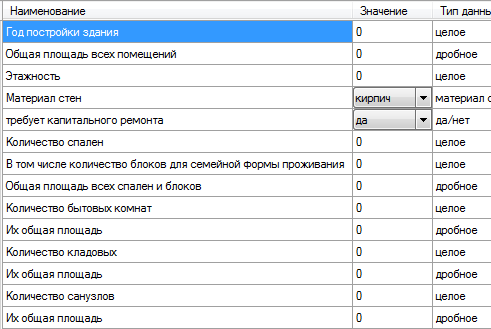 Наименование Значение Тип данны
Год постройки здания 0 целое
Общая площадь всех помещений 0 дробное
Этажность 0 целое
Материал стен кирпич материал с
требует капитального ремонта да да/нет
Количество спален 0 целое
В том числе количество блоков для семейной формы проживания 0 целое
Общая площадь всех спален и блоков 0 дробное
Количество бытовых комнат 0 целое
Их общая площадь 0 дробное
Количество кладовых 0 целое
Их общая площадь 0 дробное
Количество санузлов 0 целое
Их общая площадь 0 дробное